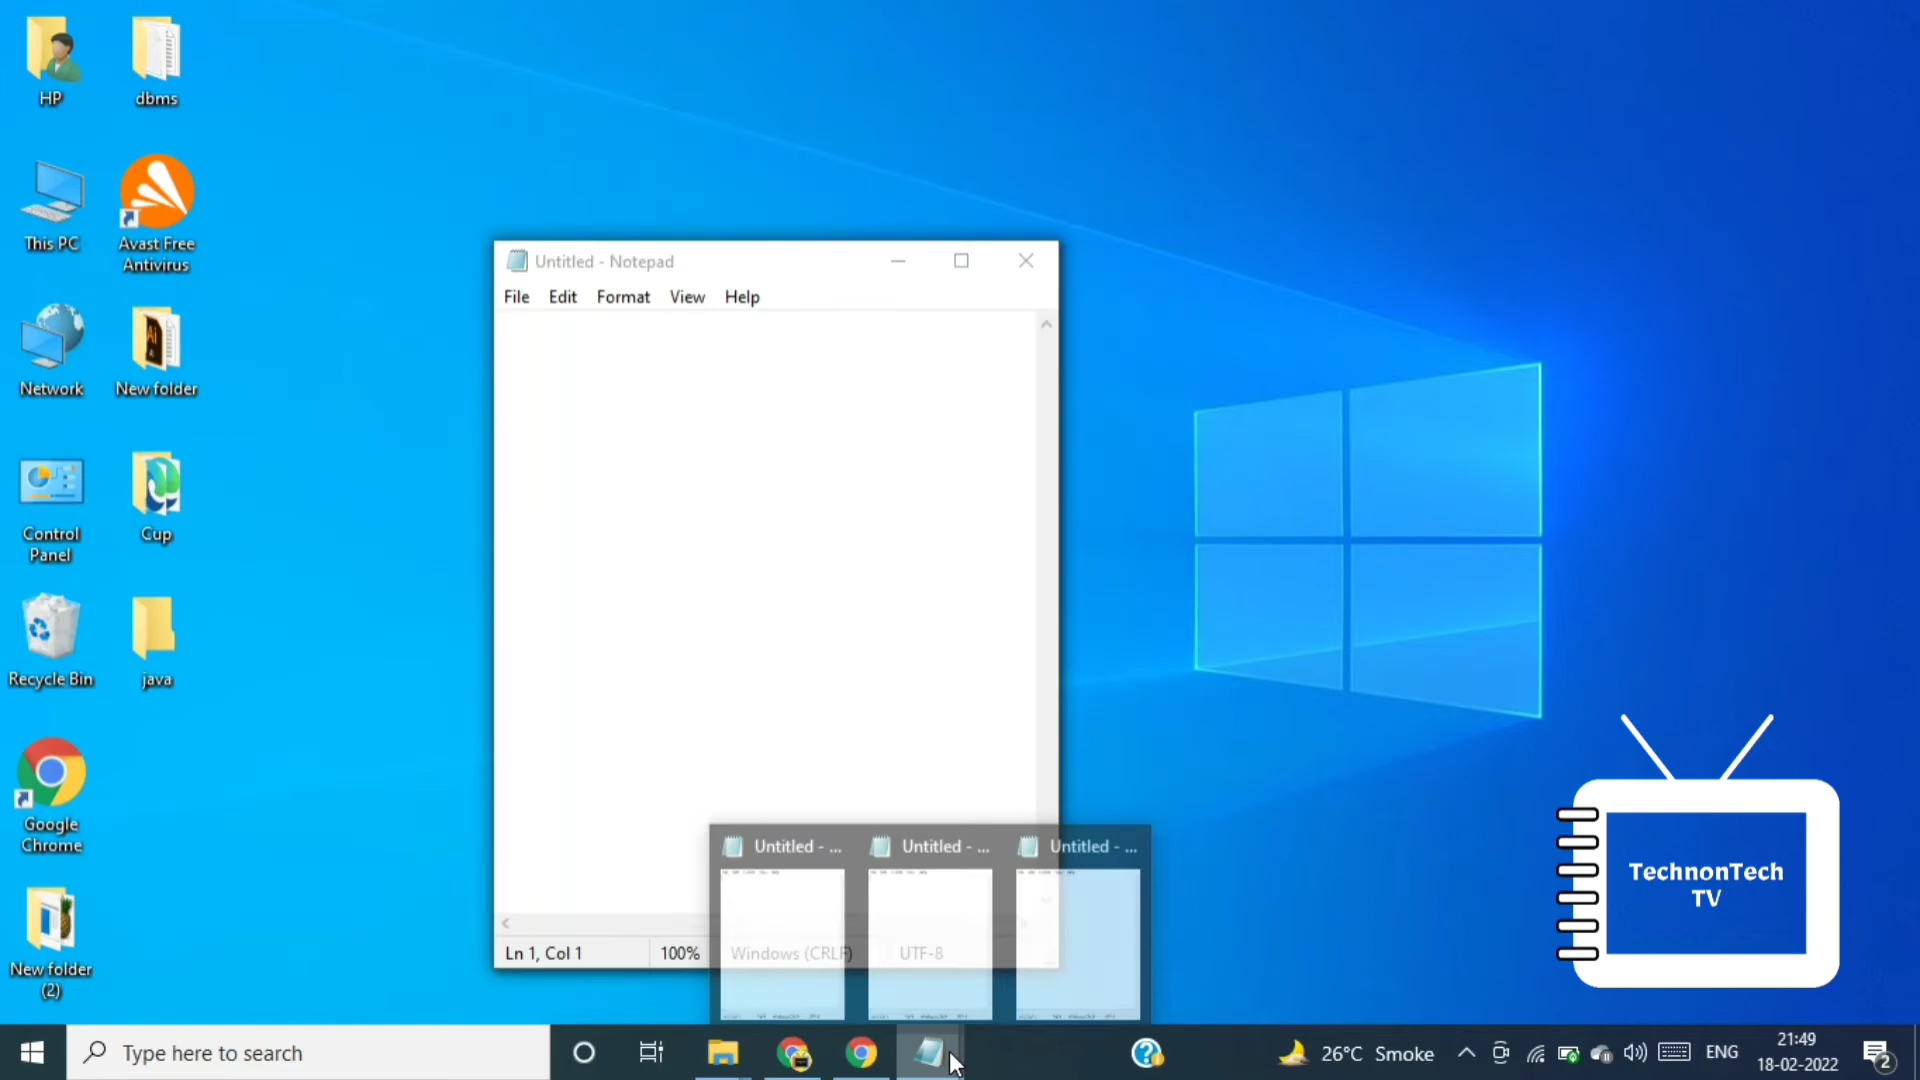 HP
dbms
This PC
Avast Free
Antivirus
Network
New folder
Control
Panel
Cup
Recycle Bin
java
Google
Chrome
New folder
(2)
Untitled - Notepad
File Edit Format View Help
Ln 1, Col 1 100% Windows (CRLF) UTF-8
Untitled - ... Untitled - ... Untitled - ...
TechnonTech
TV
Type here to search
26°C Smoke
ENG
21:49
18-02-2022
2